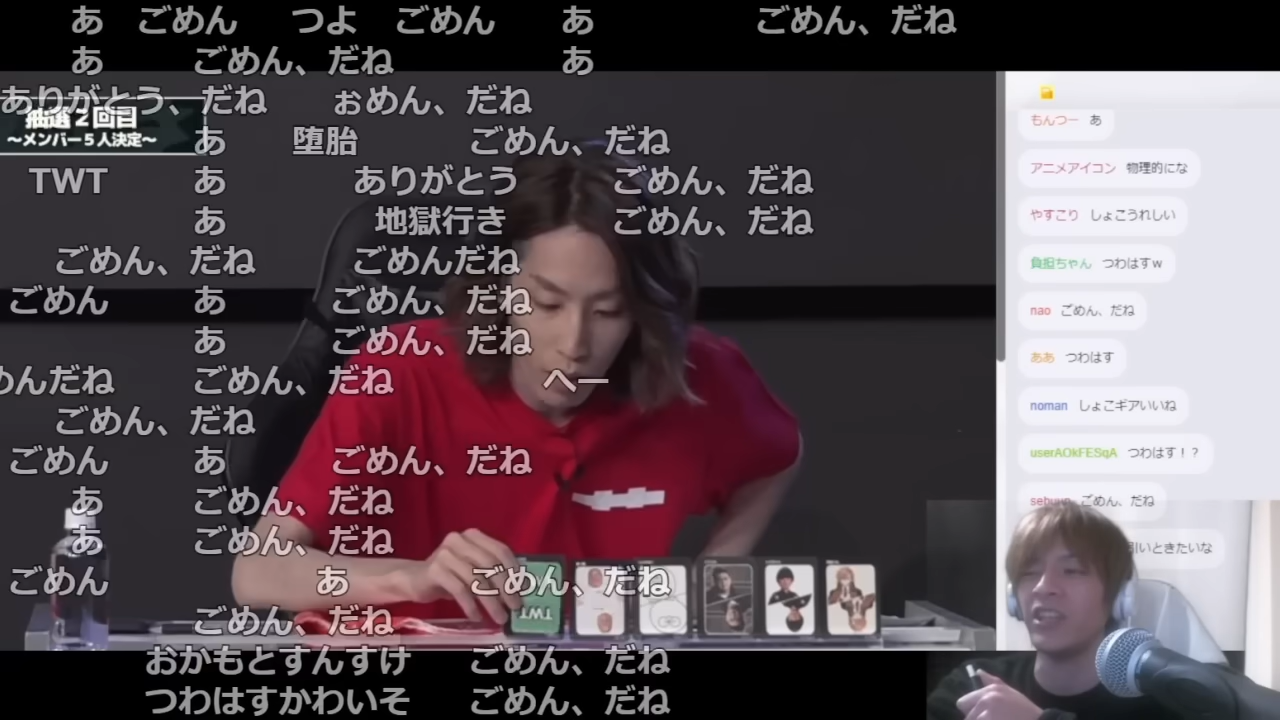 あ ごめん つよ ごめん あ ごめん、だね
あ ごめん、だね あ
ありがとう、だね ぉめん、だね
抽選2回目
〜メンバー5人決定〜
あ 堕胎 ごめん、だね
TWT あ ありがとう ごめん、だね
あ 地獄行き ごめん、だね
ごめん、だね ごめんだね
ごめん あ ごめん、だね
あ ごめん、だね
めんだね ごめん、だね へー
ごめん、だね
ごめん あ ごめん、だね
あ ごめん、だね
あ ごめん、だね
ごめん あ ごめん、だね
ごめん、だね
おかもとすんすけ ごめん、だね
つわはすかわいそ ごめん、だね
TWT
もんつー あ
アニメアイコン 物理的にな
やすこり しょこうれしい
負担ちゃん つわはすw
nao ごめん、だね
ああ つわはす
noman しょこギアいいね
userAOkFESqA つわはす！？
ごめん、だね
引いときたいな